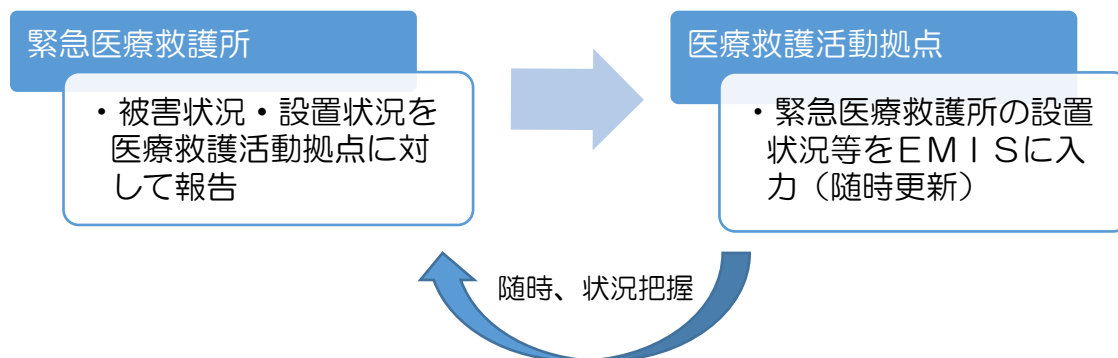 緊急医療救護所
・被害状況・設置状況を
医療救護活動拠点に対
して報告
医療救護活動拠点
・緊急医療救護所の設置
状況等をＥＭＩＳに入
力（随時更新）
随時、状況把握